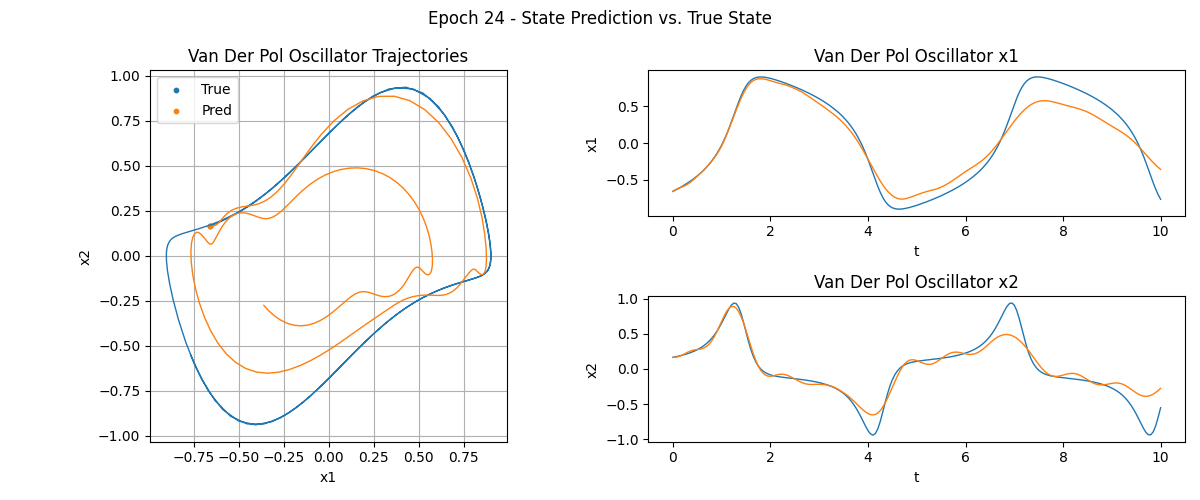 Epoch 24 - State Prediction vs. True State
Van Der Pol Oscillator Trajectories
True
Pred
1.00
0.75
0.50
0.25
0.00
−0.25
−0.50
−0.75
−1.00
x2
−0.75 −0.50 −0.25 0.00 0.25 0.50 0.75
x1
Van Der Pol Oscillator x1
0.5
0.0
−0.5
x1
0 2 4 6 8 10
t
Van Der Pol Oscillator x2
1.0
0.5
0.0
−0.5
−1.0
x2
0 2 4 6 8 10
t